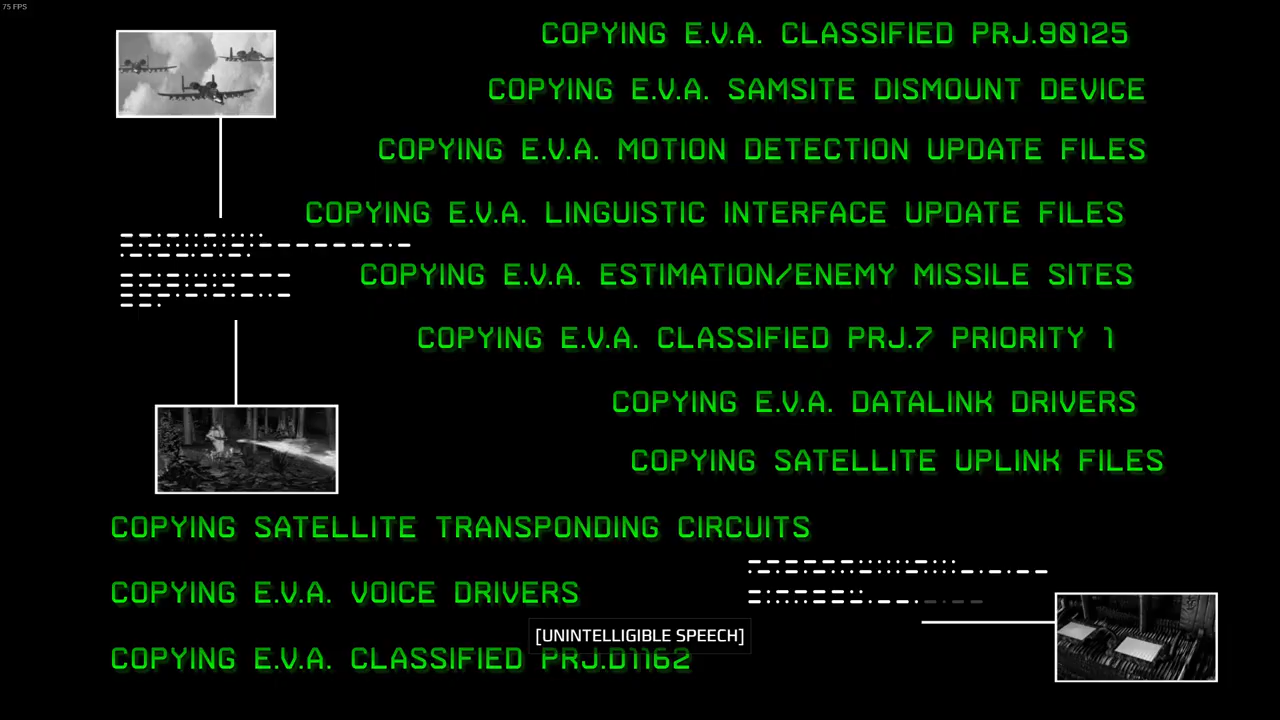 75 FPS
COPYING E.V.A. CLASSIFIED PRJ.90125
COPYING E.V.A. SAMSITE DISMOUNT DEVICE
COPYING E.V.A. MOTION DETECTION UPDATE FILES
COPYING E.V.A. LINGUISTIC INTERFACE UPDATE FILES
COPYING E.V.A. ESTIMATION/ENEMY MISSILE SITES
COPYING E.V.A. CLASSIFIED PRJ.7 PRIORITY 1
COPYING E.V.A. DATALINK DRIVERS
COPYING SATELLITE UPLINK FILES
COPYING SATELLITE TRANSPONDING CIRCUITS
COPYING E.V.A. VOICE DRIVERS
[UNINTELLIGIBLE SPEECH]
COPYING E.V.A. CLASSIFIED PRJ.D1162